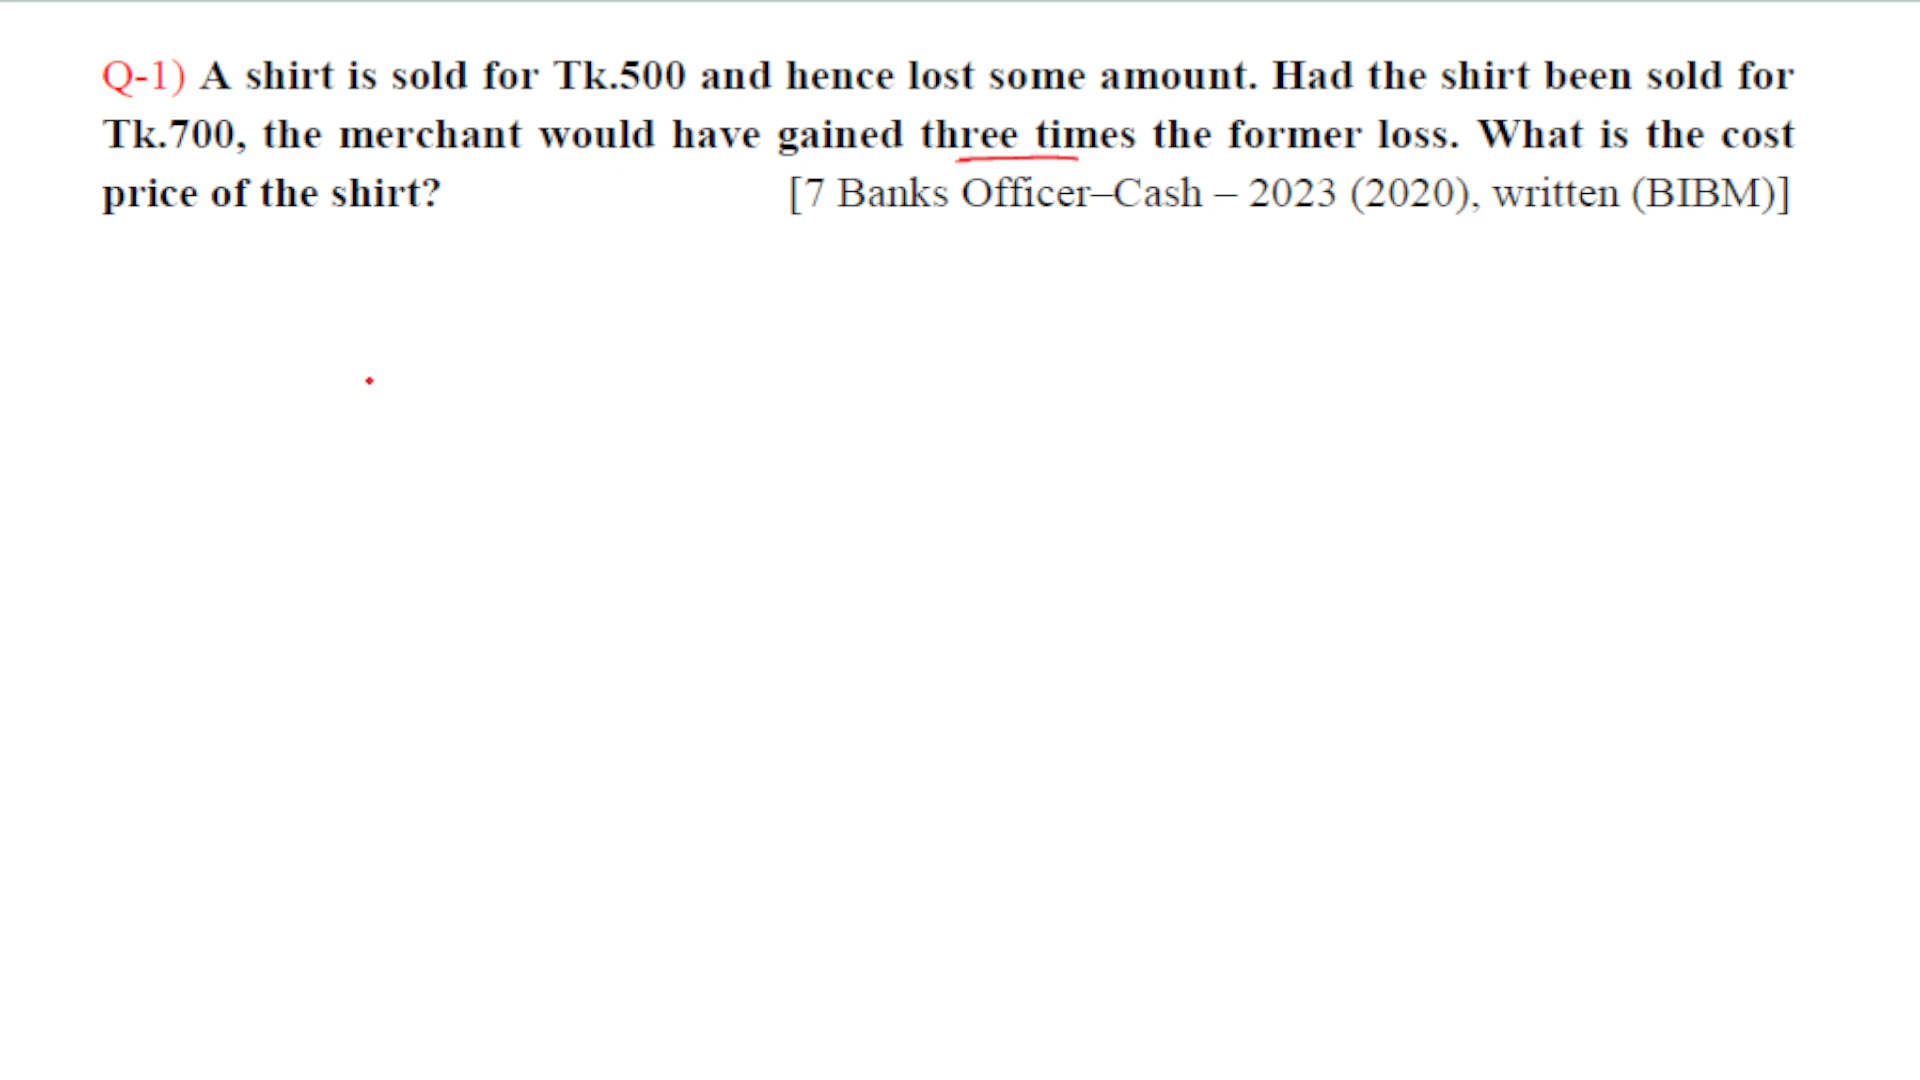 Q-1) A shirt is sold for Tk.500 and hence lost some amount. Had the shirt been sold for
Tk.700, the merchant would have gained three times the former loss. What is the cost
price of the shirt? [7 Banks Officer–Cash – 2023 (2020), written (BIBM)]